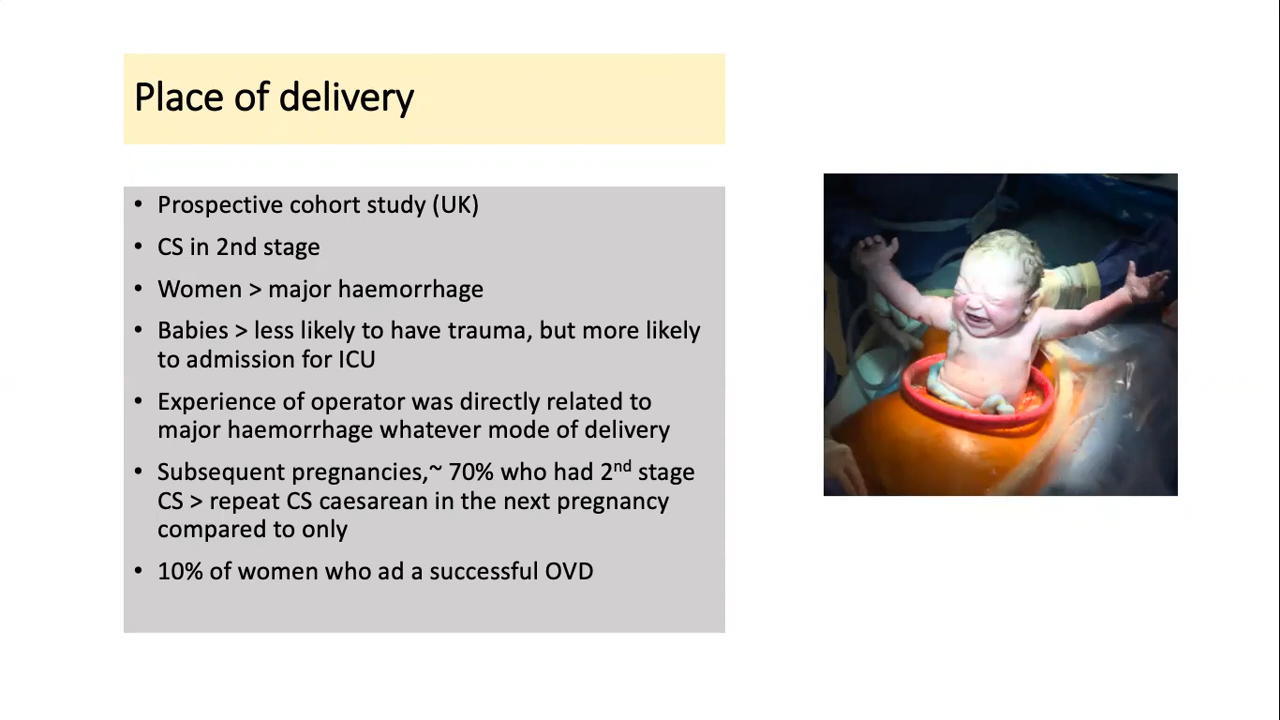 Place of delivery
• Prospective cohort study (UK)
• CS in 2nd stage
• Women > major haemorrhage
• Babies > less likely to have trauma, but more likely
to admission for ICU
• Experience of operator was directly related to
major haemorrhage whatever mode of delivery
• Subsequent pregnancies,~ 70% who had 2nd stage
CS > repeat CS caesarean in the next pregnancy
compared to only
• 10% of women who ad a successful OVD